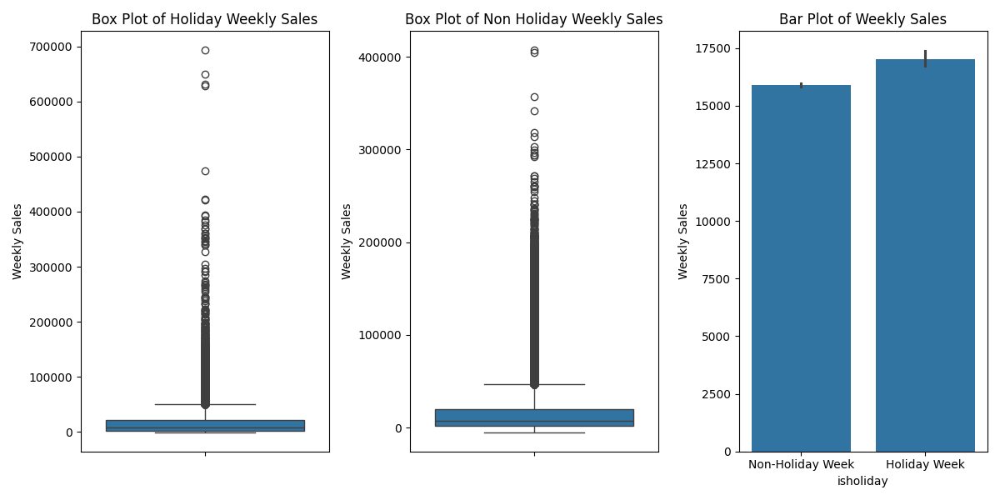 Box Plot of Holiday Weekly Sales
Weekly Sales
700000
600000
500000
400000
300000
200000
100000
0
Box Plot of Non Holiday Weekly Sales
Weekly Sales
400000
300000
200000
100000
0
Bar Plot of Weekly Sales
Weekly Sales
17500
15000
12500
10000
7500
5000
2500
0
Non-Holiday Week
Holiday Week
isholiday